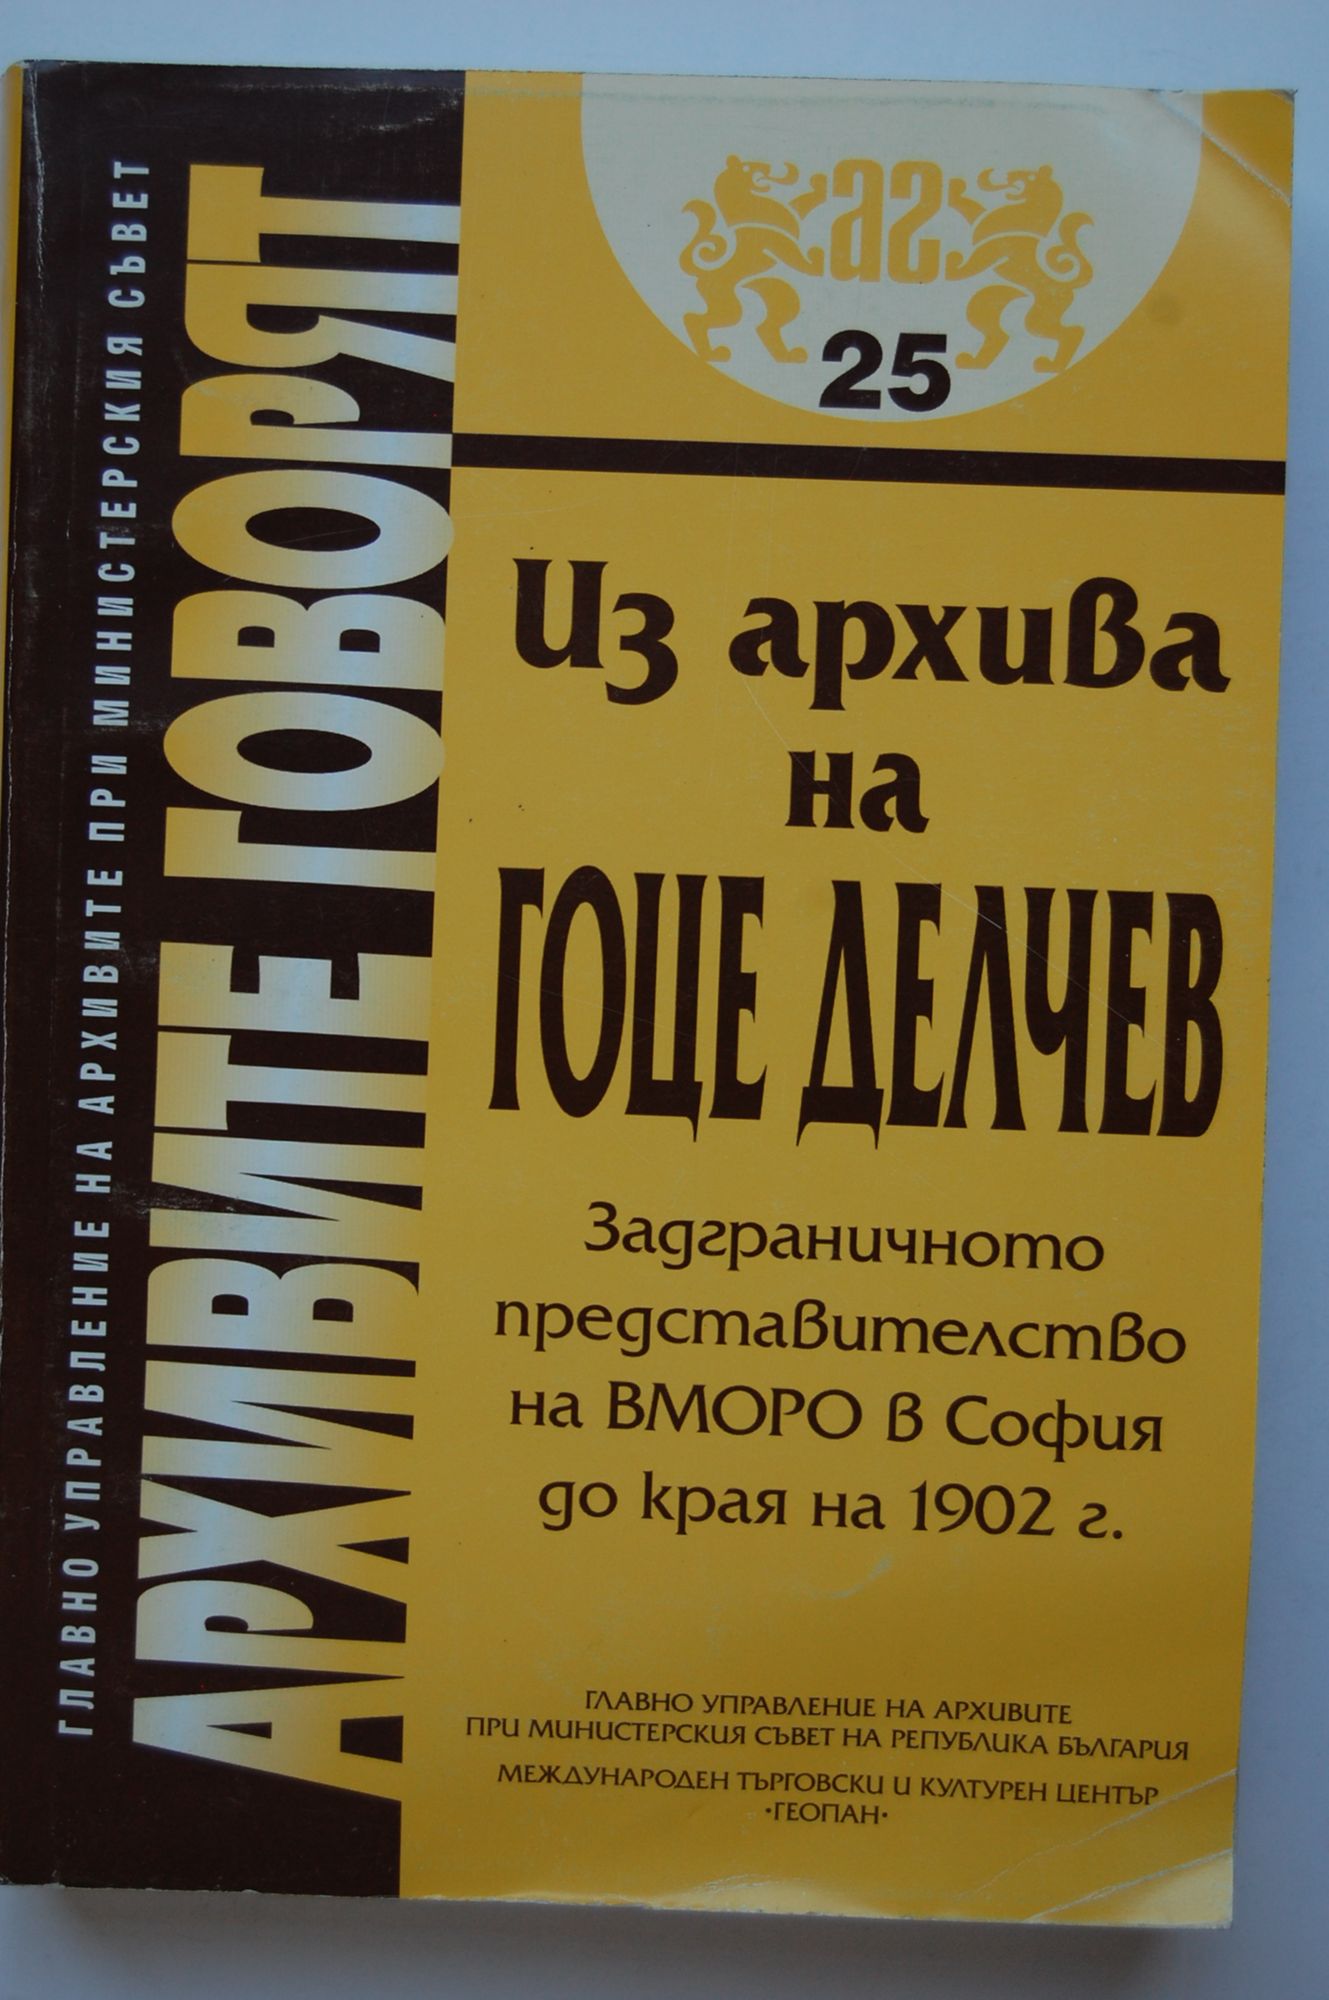 ГЛАВНО УПРАВЛЕНИЕ НА АРХИВИТЕ ПРИ МИНИСТЕРСКИЯ СЪВЕТ
АРХИВИТЕ ГОВОРЯТ
аг
25
Из архива
на
ГОЦЕ ДЕЛЧЕВ
Задграничното
представителство
на ВМОРО в София
до края на 1902 г.
ГЛАВНО УПРАВЛЕНИЕ НА АРХИВИТЕ
ПРИ МИНИСТЕРСКИЯ СЪВЕТ НА РЕПУБЛИКА БЪЛГАРИЯ
МЕЖДУНАРОДЕН ТЪРГОВСКИ И КУЛТУРЕН ЦЕНТЪР
•ГЕОПАН•